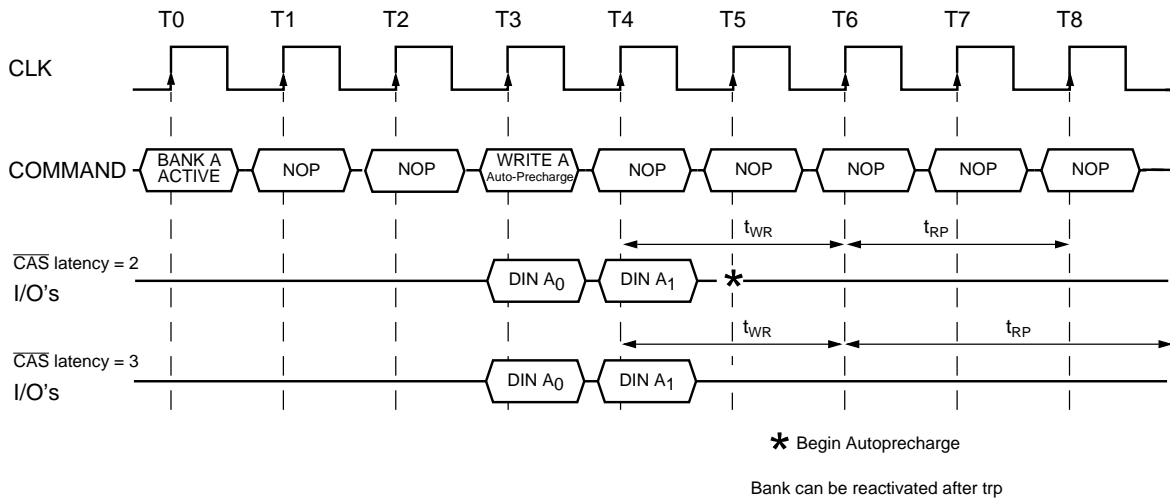 T0 T1 T2 T3 T4 T5 T6 T7 T8
CLK
COMMAND
BANK A
ACTIVE
NOP
NOP
WRITE A
Auto-Precharge
NOP
NOP
NOP
NOP
NOP
tWR
tRP
CAS latency = 2
I/O's
DIN A0
DIN A1
*
tWR
tRP
CAS latency = 3
I/O's
DIN A0
DIN A1
* Begin Autoprecharge
Bank can be reactivated after trp